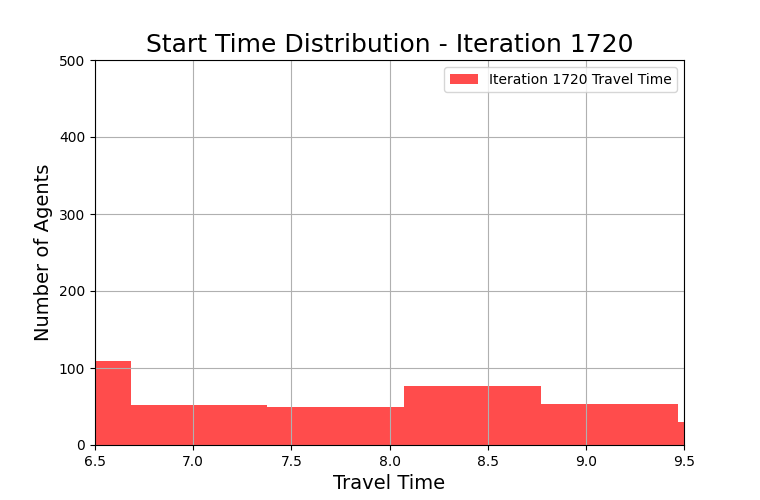 Start Time Distribution - Iteration 1720
Iteration 1720 Travel Time
Number of Agents
500
400
300
200
100
0
6.5 7.0 7.5 8.0 8.5 9.0 9.5
Travel Time